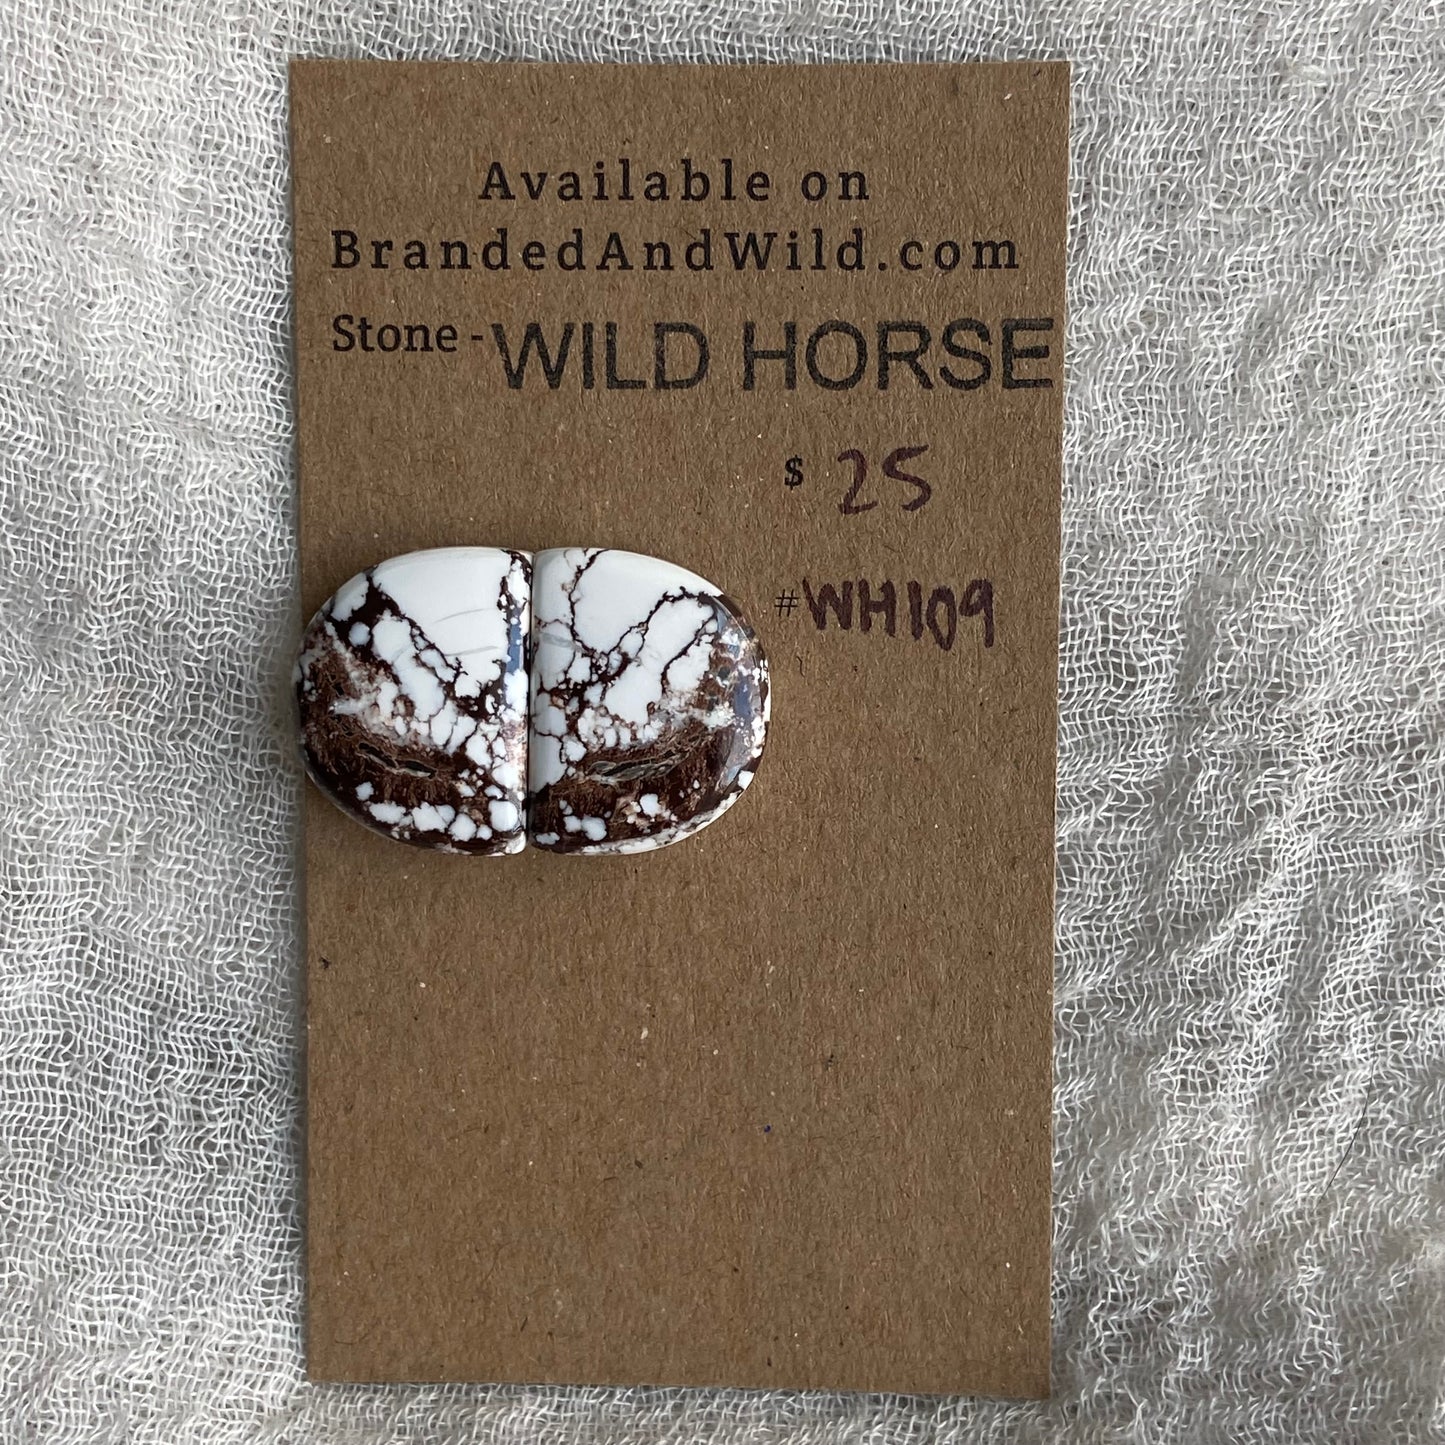 Available on
BrandedAndWild.com
Stone - WILD HORSE
$ 25
#WH109